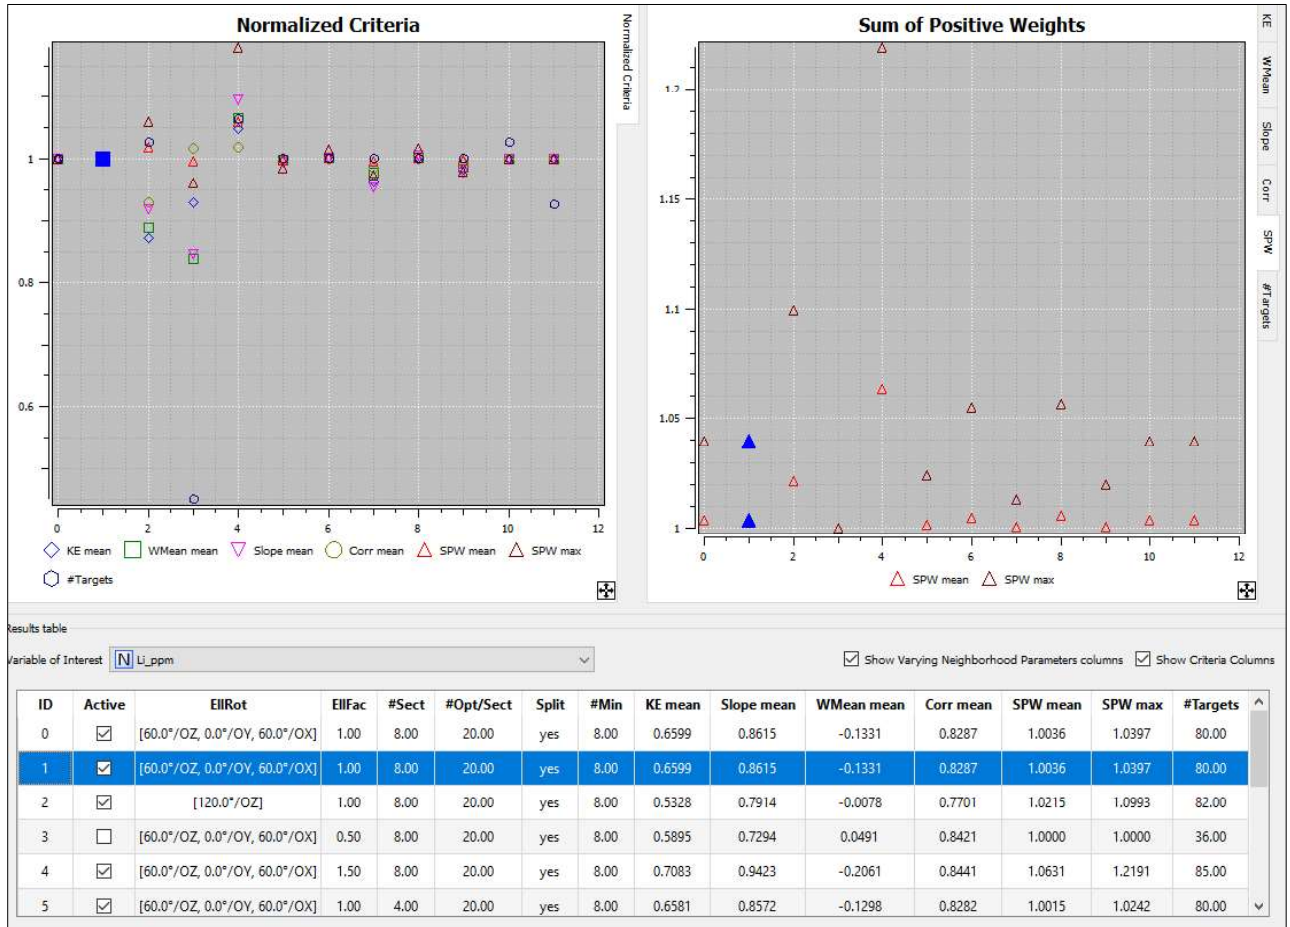 Normalized Criteria
Normalized Criteria
1
0.8
0.6
0 2 4 6 8 10 12
KE mean WMean mean Slope mean Corr mean SPW mean SPW max
#Targets
Sum of Positive Weights
KE
WMean
Slope
Corr
SPW
#Targets
1.2
1.15
1.1
1.05
1
0 2 4 6 8 10 12
SPW mean SPW max
Results table
Variable of Interest N Li_ppm Show Varying Neighborhood Parameters columns Show Criteria Columns
ID Active EllRot EllFac #Sect #Opt/Sect Split #Min KE mean Slope mean WMean mean Corr mean SPW mean SPW max #Targets
0 [60.0°/OZ, 0.0°/OY, 60.0°/OX] 1.00 8.00 20.00 yes 8.00 0.6599 0.8615 -0.1331 0.8287 1.0036 1.0397 80.00
1 [60.0°/OZ, 0.0°/OY, 60.0°/OX] 1.00 8.00 20.00 yes 8.00 0.6599 0.8615 -0.1331 0.8287 1.0036 1.0397 80.00
2 [120.0°/OZ] 1.00 8.00 20.00 yes 8.00 0.5328 0.7914 -0.0078 0.7701 1.0215 1.0993 82.00
3 [60.0°/OZ, 0.0°/OY, 60.0°/OX] 0.50 8.00 20.00 yes 8.00 0.5895 0.7294 0.0491 0.8421 1.0000 1.0000 36.00
4 [60.0°/OZ, 0.0°/OY, 60.0°/OX] 1.50 8.00 20.00 yes 8.00 0.7083 0.9423 -0.2061 0.8441 1.0631 1.2191 85.00
5 [60.0°/OZ, 0.0°/OY, 60.0°/OX] 1.00 4.00 20.00 yes 8.00 0.6581 0.8572 -0.1298 0.8282 1.0015 1.0242 80.00